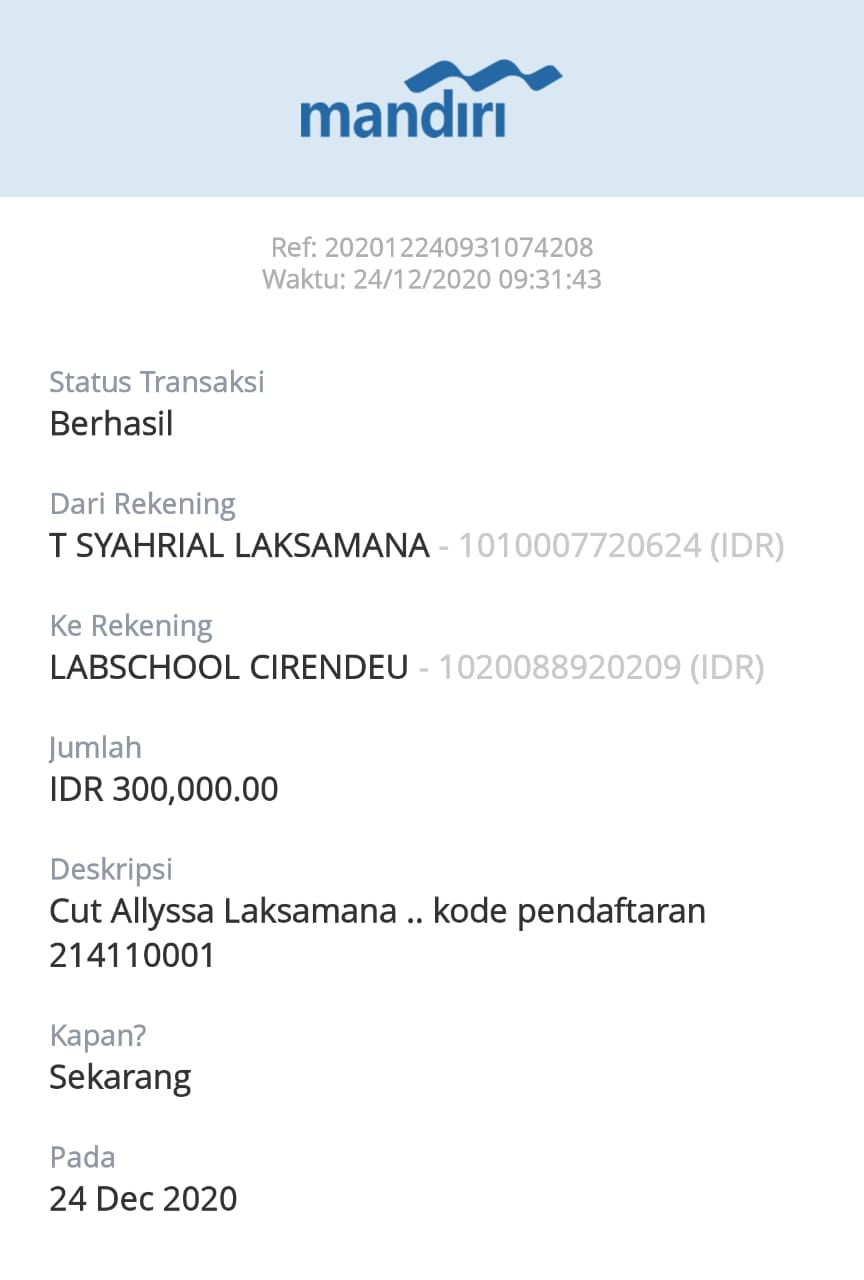 mandiri
Ref: 202012240931074208
Waktu: 24/12/2020 09:31:43
Status Transaksi
Berhasil
Dari Rekening
T SYAHRIAL LAKSAMANA - 1010007720624 (IDR)
Ke Rekening
LABSCHOOL CIRENDEU - 1020088920209 (IDR)
Jumlah
IDR 300,000.00
Deskripsi
Cut Allyssa Laksamana .. kode pendaftaran
214110001
Kapan?
Sekarang
Pada
24 Dec 2020